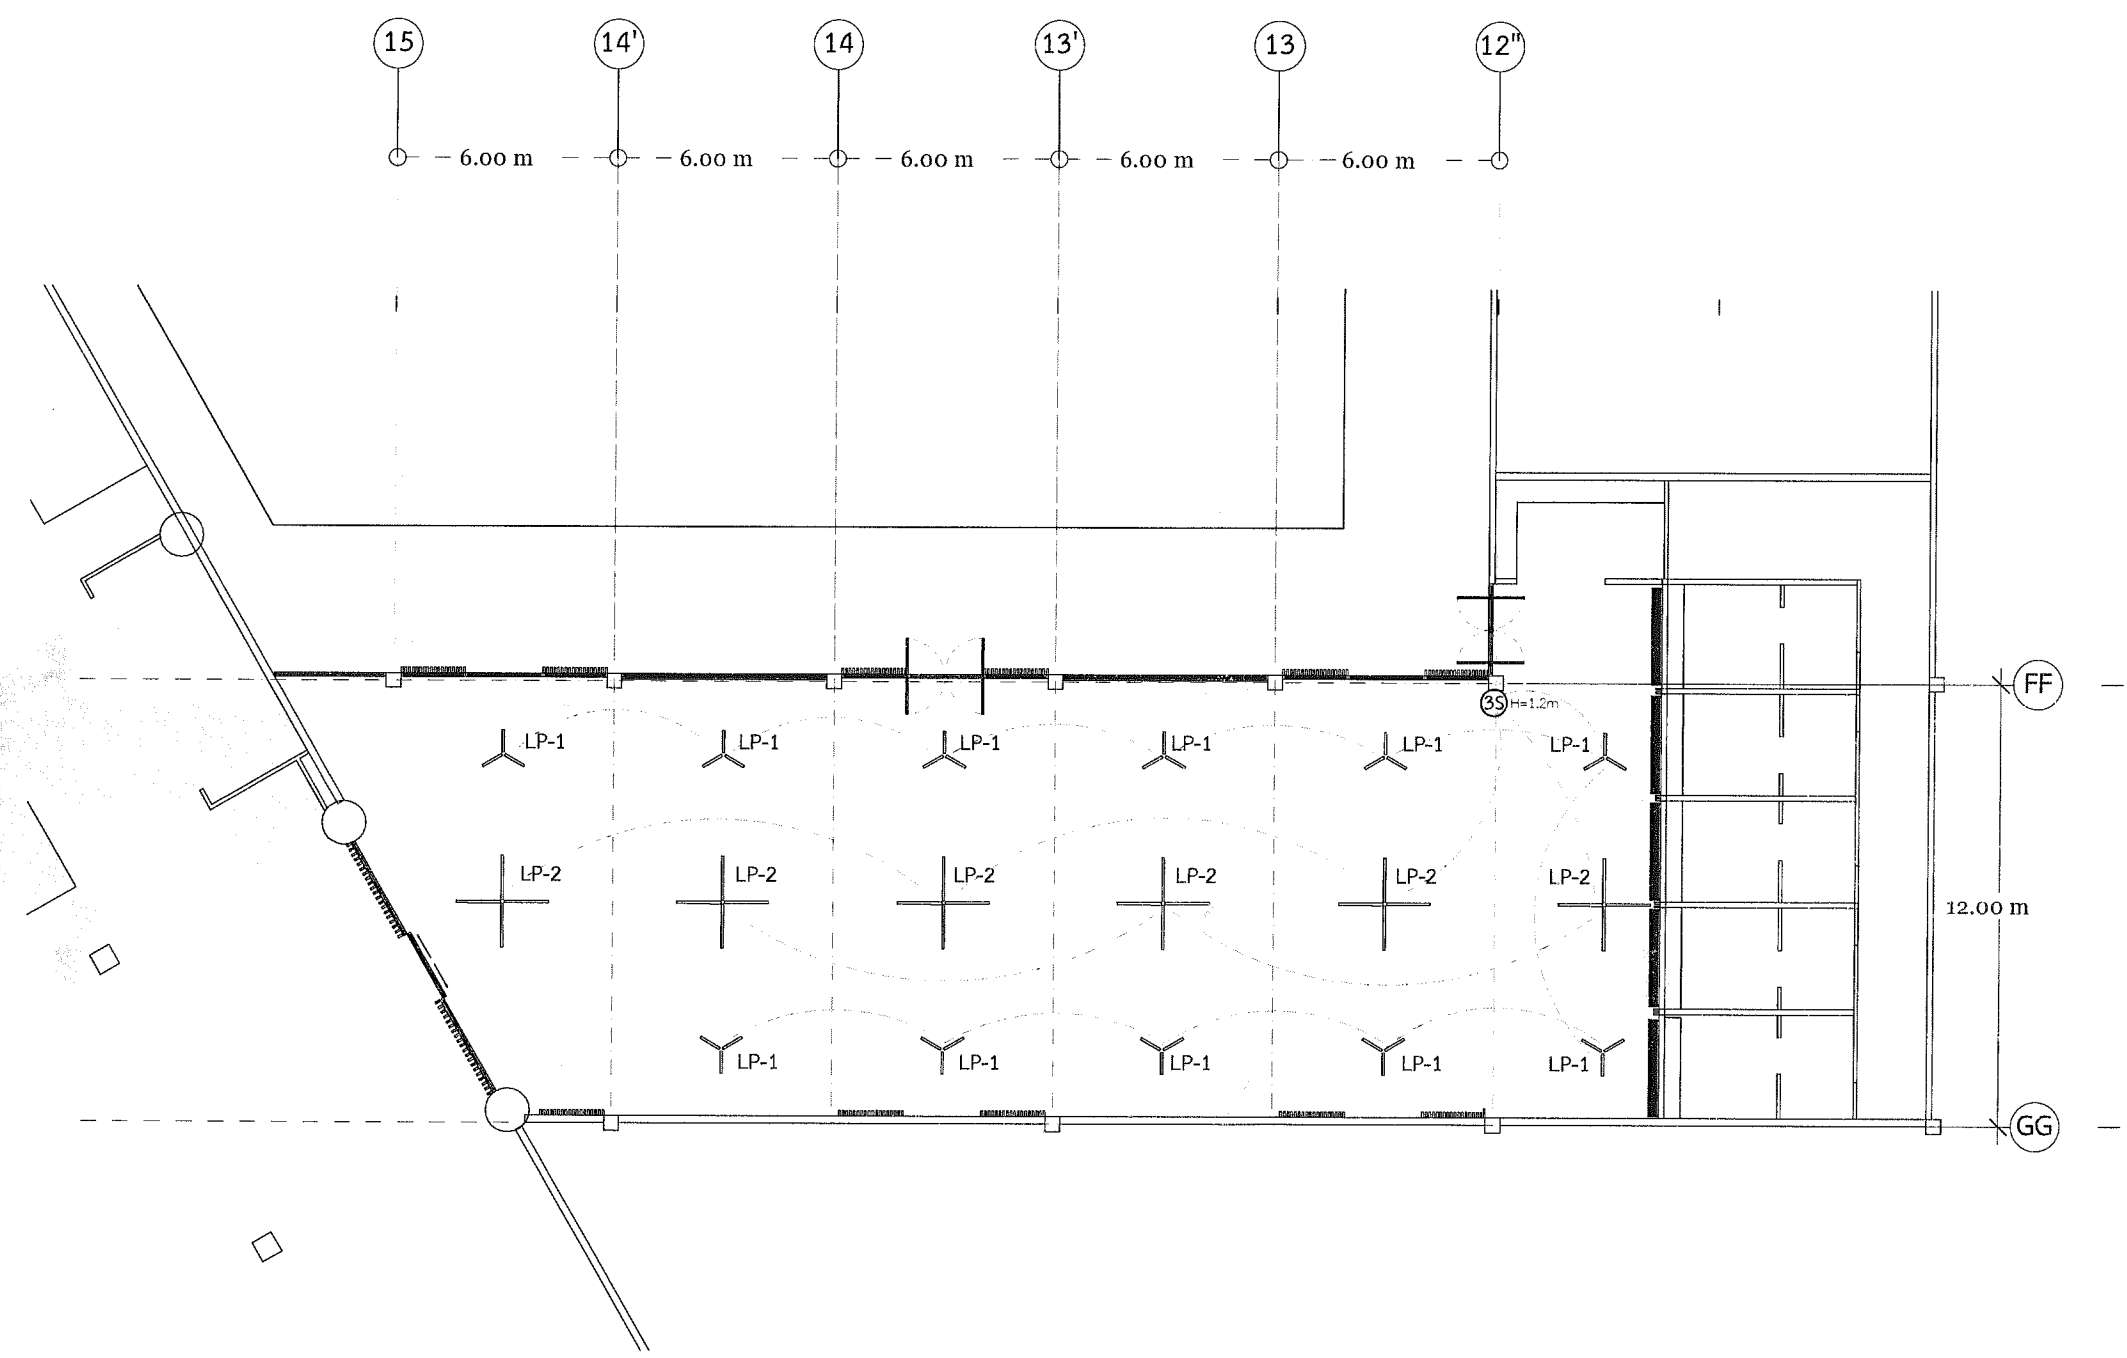 15 14' 14 13' 13 12"
6.00 m 6.00 m 6.00 m 6.00 m 6.00 m
FF
3S H=1.2m
LP-1 LP-1 LP-1 LP-1 LP-1 LP-1
LP-2 LP-2 LP-2 LP-2 LP-2 LP-2
12.00 m
LP-1 LP-1 LP-1 LP-1 LP-1
GG